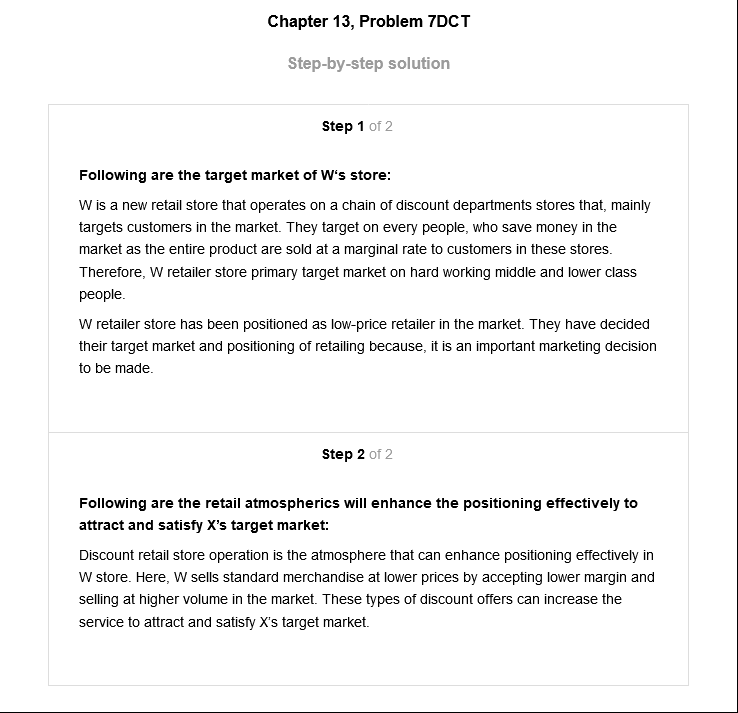 Chapter 13, Problem 7DCT
Step-by-step solution
Step 1 of 2
Following are the target market of W‘s store:
W is a new retail store that operates on a chain of discount departments stores that, mainly
targets customers in the market. They target on every people, who save money in the
market as the entire product are sold at a marginal rate to customers in these stores.
Therefore, W retailer store primary target market on hard working middle and lower class
people.
W retailer store has been positioned as low-price retailer in the market. They have decided
their target market and positioning of retailing because, it is an important marketing decision
to be made.
Step 2 of 2
Following are the retail atmospherics will enhance the positioning effectively to
attract and satisfy X’s target market:
Discount retail store operation is the atmosphere that can enhance positioning effectively in
W store. Here, W sells standard merchandise at lower prices by accepting lower margin and
selling at higher volume in the market. These types of discount offers can increase the
service to attract and satisfy X’s target market.